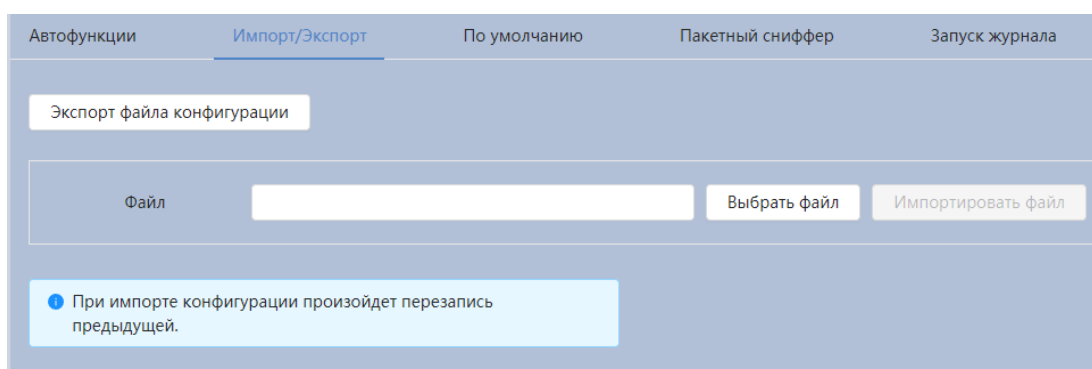 Автофункции Импорт/Экспорт По умолчанию Пакетный сниффер Запуск журнала
Экспорт файла конфигурации
Файл Выбрать файл Импортировать файл
При импорте конфигурации произойдет перезапись
предыдущей.